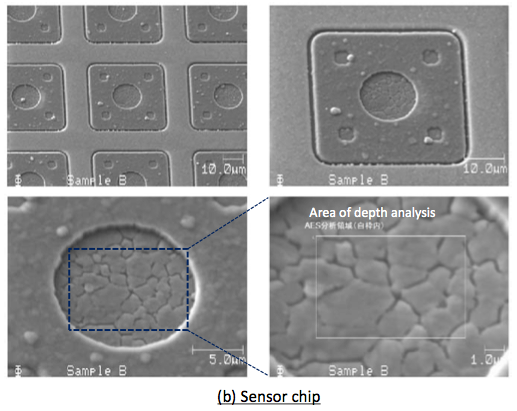 10.0μm
Sample B
10.0μm
Sample B
Area of depth analysis
AES分析領域(白枠内)
5.0μm
Sample B
1.0μm
Sample B
(b) Sensor chip